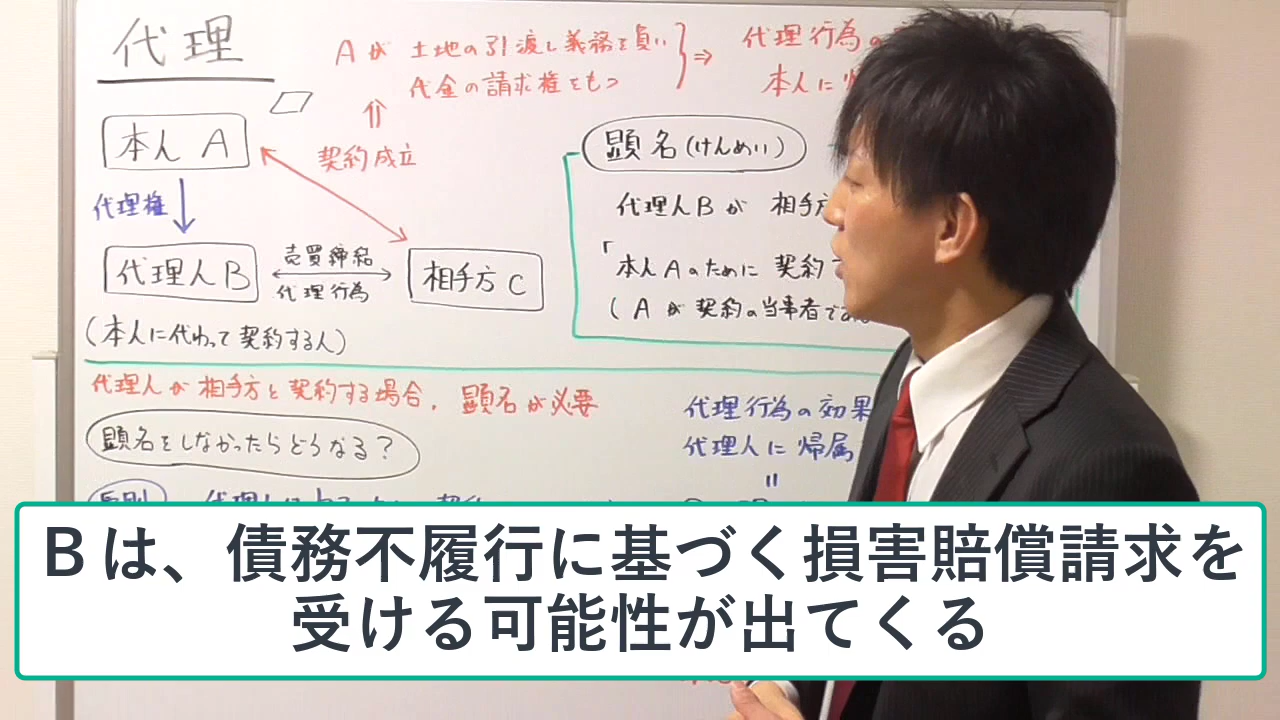 代理
Aが 土地の引渡し義務を負い
代金の請求権をもつ
⇒ 代理行為の
本人に
本人 A
契約成立
代理権
代理人 B
売買締結
代理行為
相手方 C
(本人に代わって契約する人)
顕名(けんめい)
代理人Bが 相手方
「本人Aのために 契約
(Aが契約の当事者で
代理人が相手方と契約する場合、顕名が必要
顕名をしなかったらどうなる?
代理行為の効果
代理人に帰属
原則
Bは、債務不履行に基づく損害賠償請求を
受ける可能性が出てくる